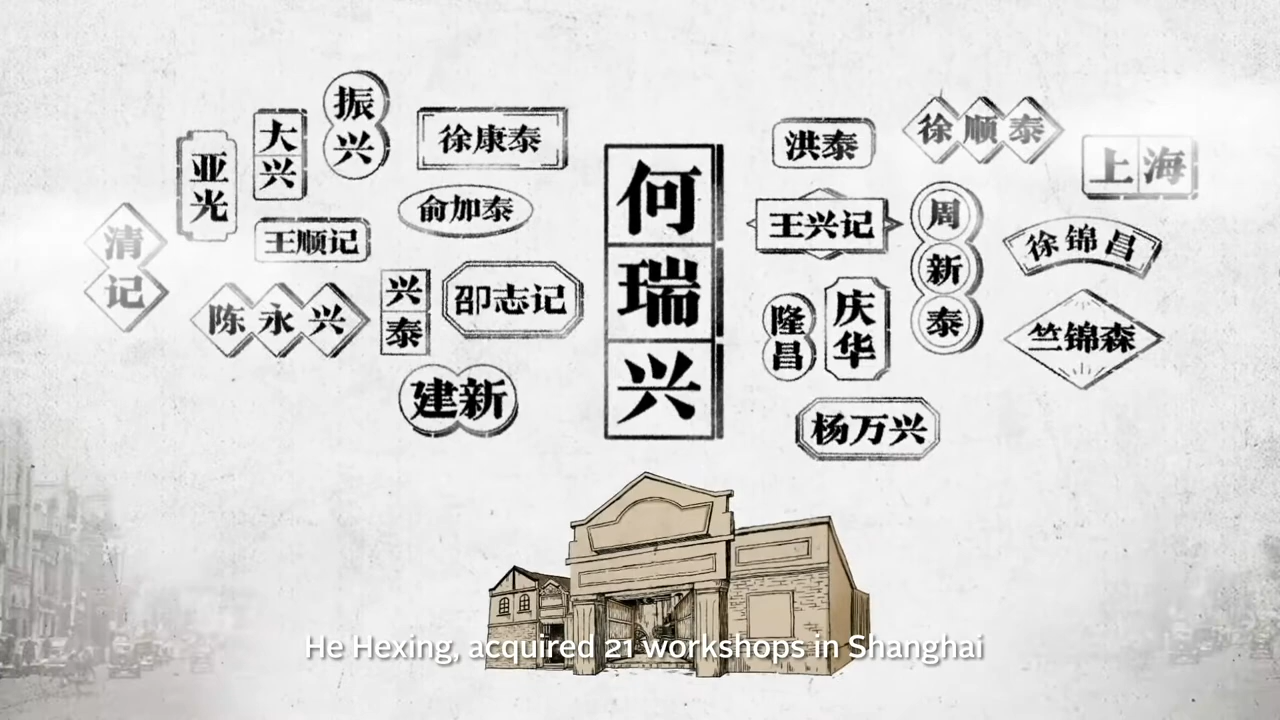 振兴
大兴
徐康泰
亚光
俞加泰
清记
王顺记
陈永兴
兴泰
邵志记
建新
何瑞兴
洪泰
徐顺泰
上海
王兴记
周新泰
徐锦昌
隆昌
庆华
竺锦森
杨万兴
He Hexing, acquired 21 workshops in Shanghai